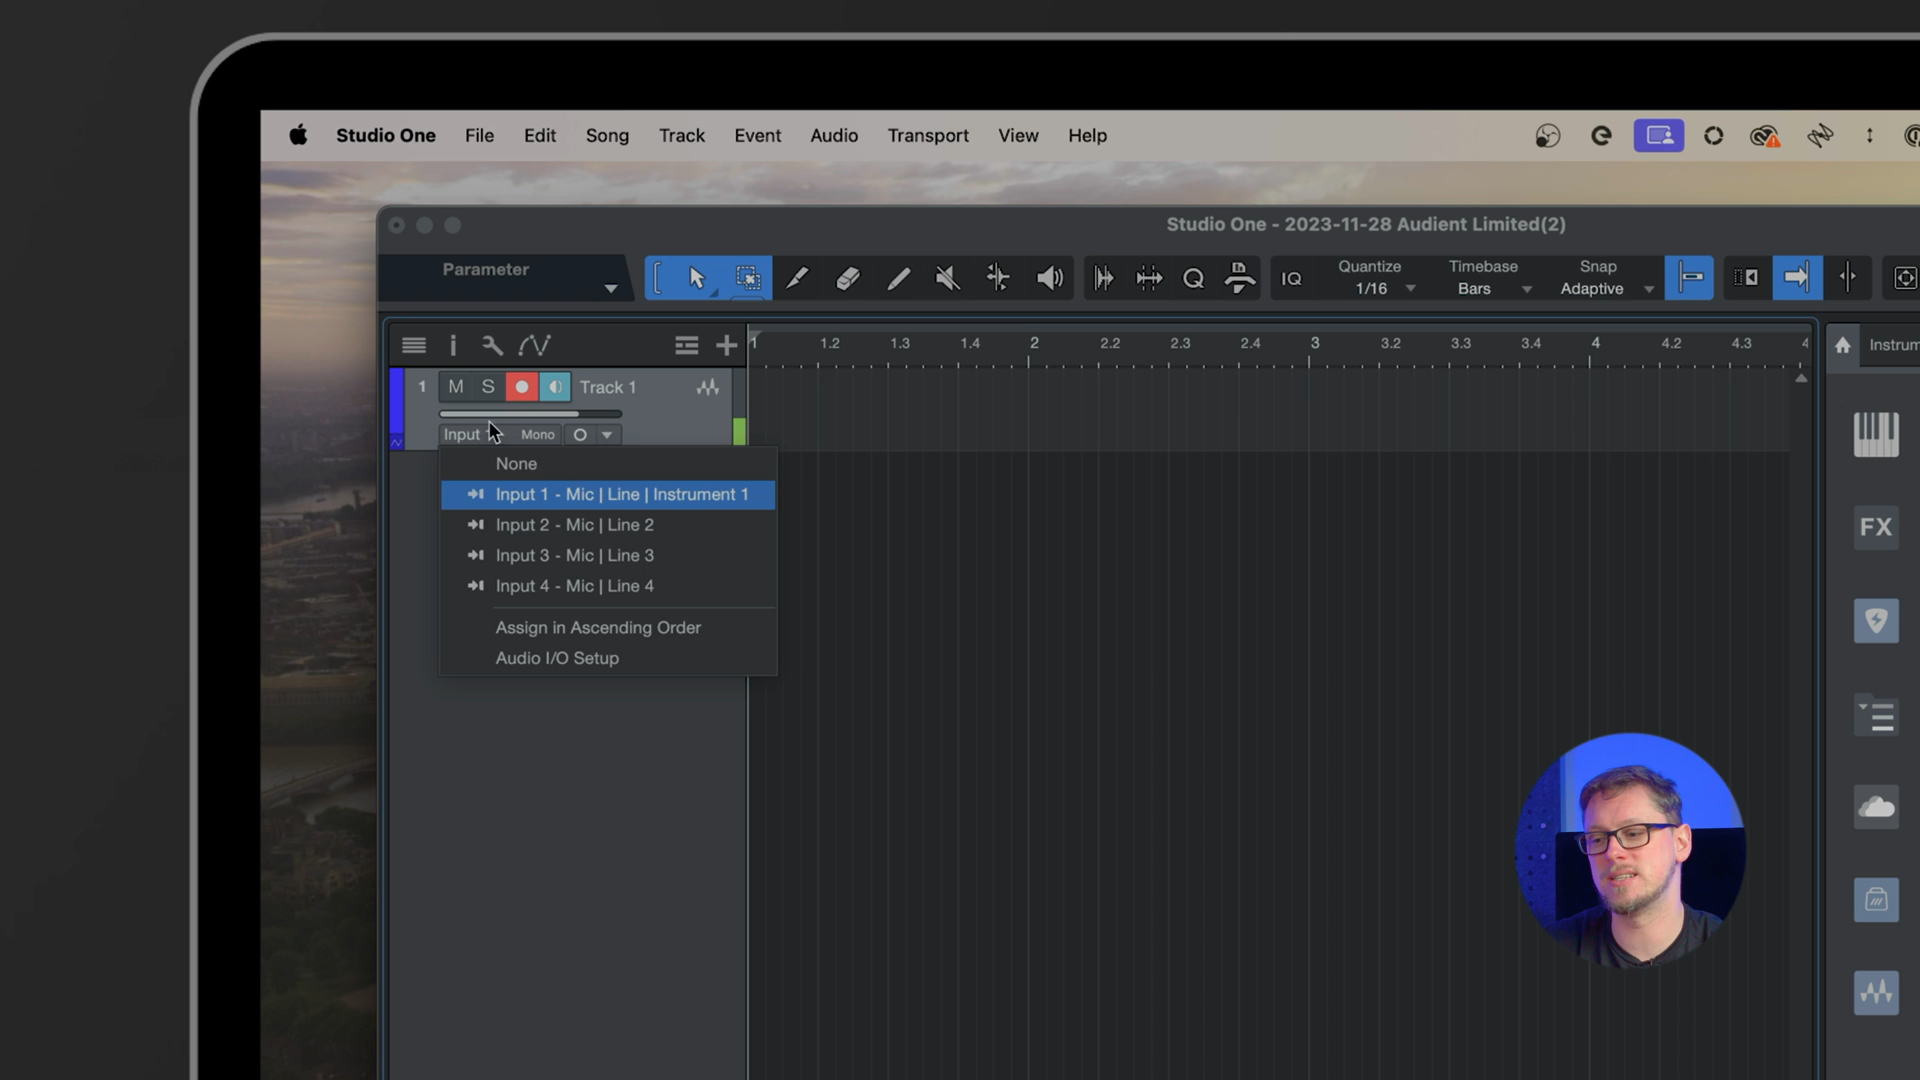 Studio One File Edit Song Track Event Audio Transport View Help
Studio One - 2023-11-28 Audient Limited(2)
Parameter
IQ
Quantize
1/16
Timebase
Bars
Snap
Adaptive
1 1.2 1.3 1.4 2 2.2 2.3 2.4 3 3.2 3.3 3.4 4 4.2 4.3 4
1 M S Track 1
Input Mono
None
Input 1 - Mic | Line | Instrument 1
Input 2 - Mic | Line 2
Input 3 - Mic | Line 3
Input 4 - Mic | Line 4
Assign in Ascending Order
Audio I/O Setup
Instrum
FX